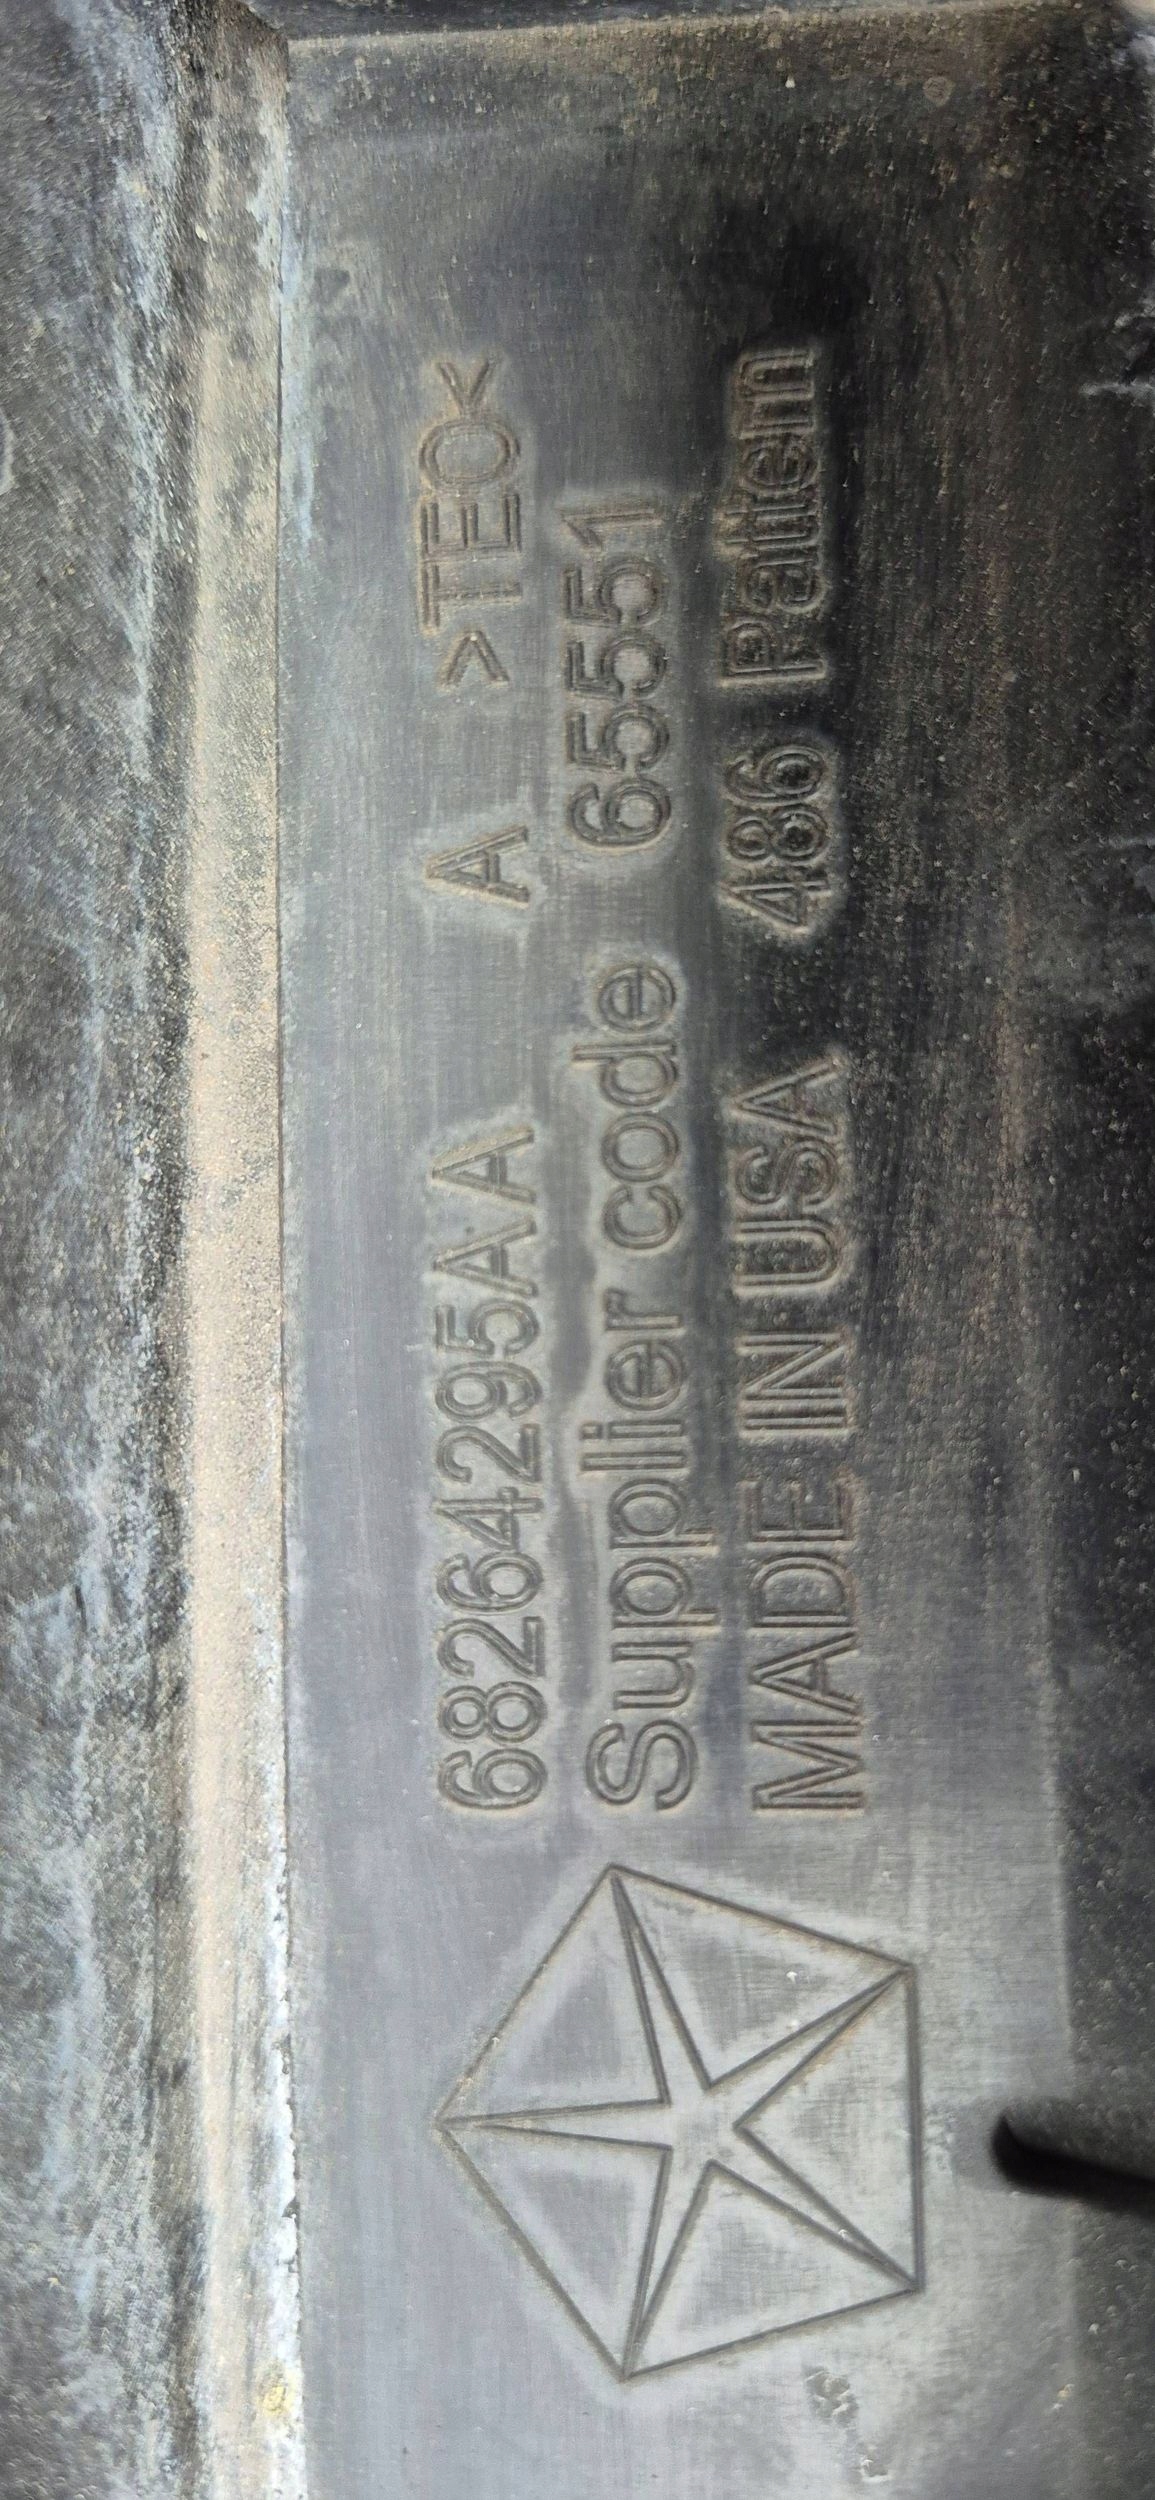 68264295AA A >TEO<
Supplier code 65551
MADE IN USA 486 Pattern